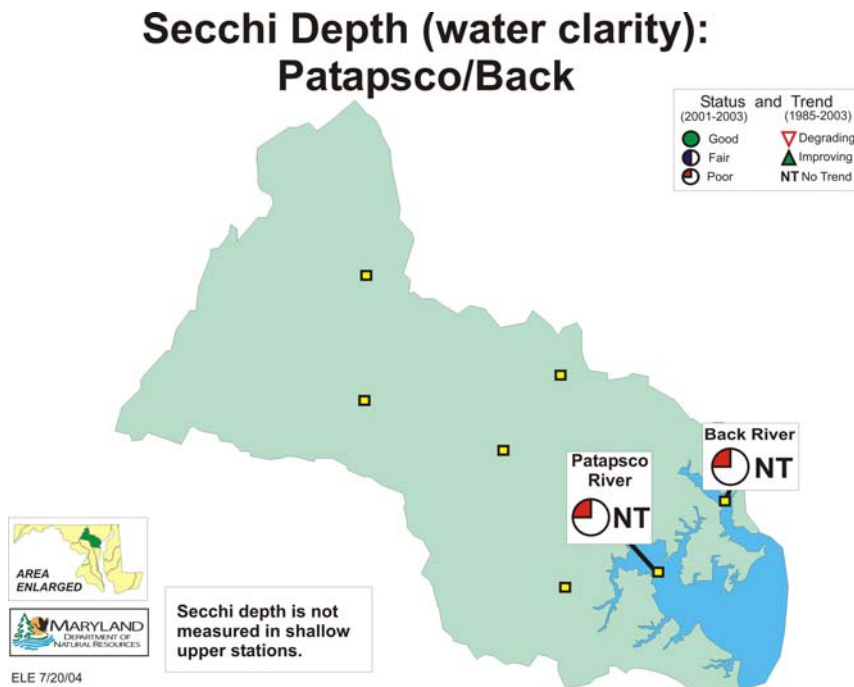 Secchi Depth (water clarity):
Patapsco/Back
Status and Trend
(2001-2003) (1985-2003)
Good Degrading
Fair Improving
Poor NT No Trend
Back River
NT
Patapsco
River
NT
AREA
ENLARGED
MARYLAND
DEPARTMENT OF
NATURAL RESOURCES
Secchi depth is not
measured in shallow
upper stations.
ELE 7/20/04